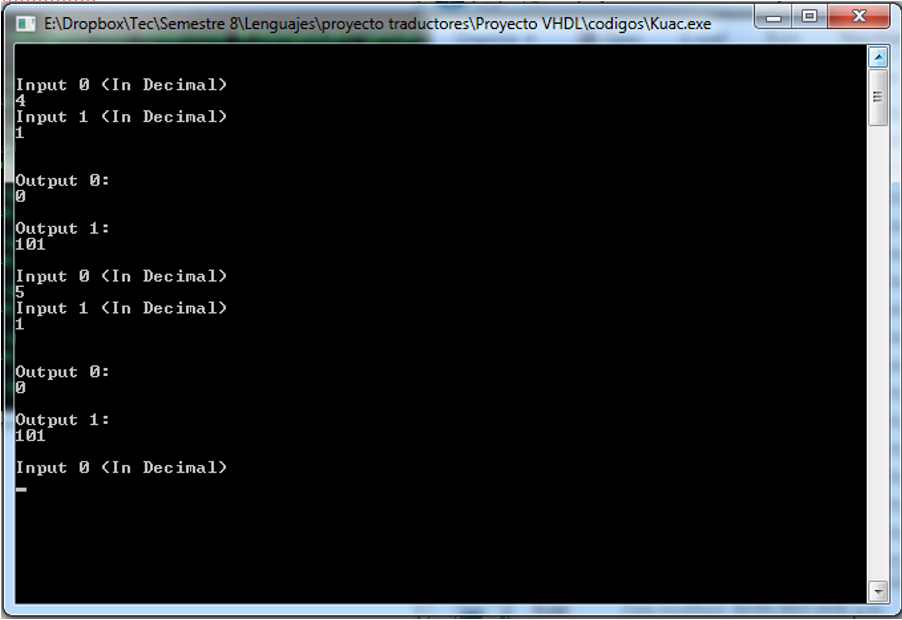 E:\Dropbox\Tec\Semestre 8\Lenguajes\proyecto traductores\Proyecto VHDL\codigos\Kuac.exe
Input 0 (In Decimal)
4
Input 1 (In Decimal)
1
Output 0:
0
Output 1:
101
Input 0 (In Decimal)
5
Input 1 (In Decimal)
1
Output 0:
0
Output 1:
101
Input 0 (In Decimal)